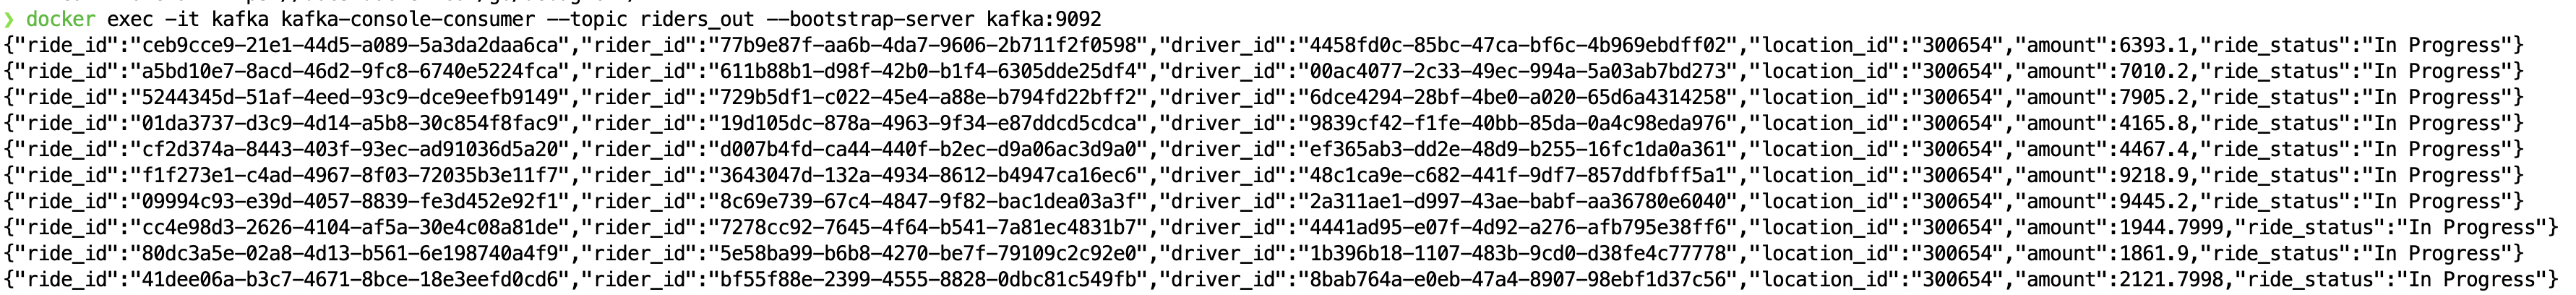 ❯ docker exec -it kafka kafka-console-consumer --topic riders_out --bootstrap-server kafka:9092
{"ride_id":"ceb9cce9-21e1-44d5-a089-5a3da2daa6ca","rider_id":"77b9e87f-aa6b-4da7-9606-2b711f2f0598","driver_id":"4458fd0c-85bc-47ca-bf6c-4b969ebdff02","location_id":"300654","amount":6393.1,"ride_status":"In Progress"}
{"ride_id":"a5bd10e7-8acd-46d2-9fc8-6740e5224fca","rider_id":"611b88b1-d98f-42b0-b1f4-6305dde25df4","driver_id":"00ac4077-2c33-49ec-994a-5a03ab7bd273","location_id":"300654","amount":7010.2,"ride_status":"In Progress"}
{"ride_id":"5244345d-51af-4eed-93c9-dce9eefb9149","rider_id":"729b5df1-c022-45e4-a88e-b794fd22bff2","driver_id":"6dce4294-28bf-4be0-a020-65d6a4314258","location_id":"300654","amount":7905.2,"ride_status":"In Progress"}
{"ride_id":"01da3737-d3c9-4d14-a5b8-30c854f8fac9","rider_id":"19d105dc-878a-4963-9f34-e87ddcd5cdca","driver_id":"9839cf42-f1fe-40bb-85da-0a4c98eda976","location_id":"300654","amount":4165.8,"ride_status":"In Progress"}
{"ride_id":"cf2d374a-8443-403f-93ec-ad91036d5a20","rider_id":"d007b4fd-ca44-440f-b2ec-d9a06ac3d9a0","driver_id":"ef365ab3-dd2e-48d9-b255-16fc1da0a361","location_id":"300654","amount":4467.4,"ride_status":"In Progress"}
{"ride_id":"f1f273e1-c4ad-4967-8f03-72035b3e11f7","rider_id":"3643047d-132a-4934-8612-b4947ca16ec6","driver_id":"48c1ca9e-c682-441f-9df7-857ddfbff5a1","location_id":"300654","amount":9218.9,"ride_status":"In Progress"}
{"ride_id":"09994c93-e39d-4057-8839-fe3d452e92f1","rider_id":"8c69e739-67c4-4847-9f82-bac1dea03a3f","driver_id":"2a311ae1-d997-43ae-babf-aa36780e6040","location_id":"300654","amount":9445.2,"ride_status":"In Progress"}
{"ride_id":"cc4e98d3-2626-4104-af5a-30e4c08a81de","rider_id":"7278cc92-7645-4f64-b541-7a81ec4831b7","driver_id":"4441ad95-e07f-4d92-a276-afb795e38ff6","location_id":"300654","amount":1944.7999,"ride_status":"In Progress"}
{"ride_id":"80dc3a5e-02a8-4d13-b561-6e198740a4f9","rider_id":"5e58ba99-b6b8-4270-be7f-79109c2c92e0","driver_id":"1b396b18-1107-483b-9cd0-d38fe4c77778","location_id":"300654","amount":1861.9,"ride_status":"In Progress"}
{"ride_id":"41dee06a-b3c7-4671-8bce-18e3eefd0cd6","rider_id":"bf55f88e-2399-4555-8828-0dbc81c549fb","driver_id":"8bab764a-e0eb-47a4-8907-98ebf1d37c56","location_id":"300654","amount":2121.7998,"ride_status":"In Progress"}